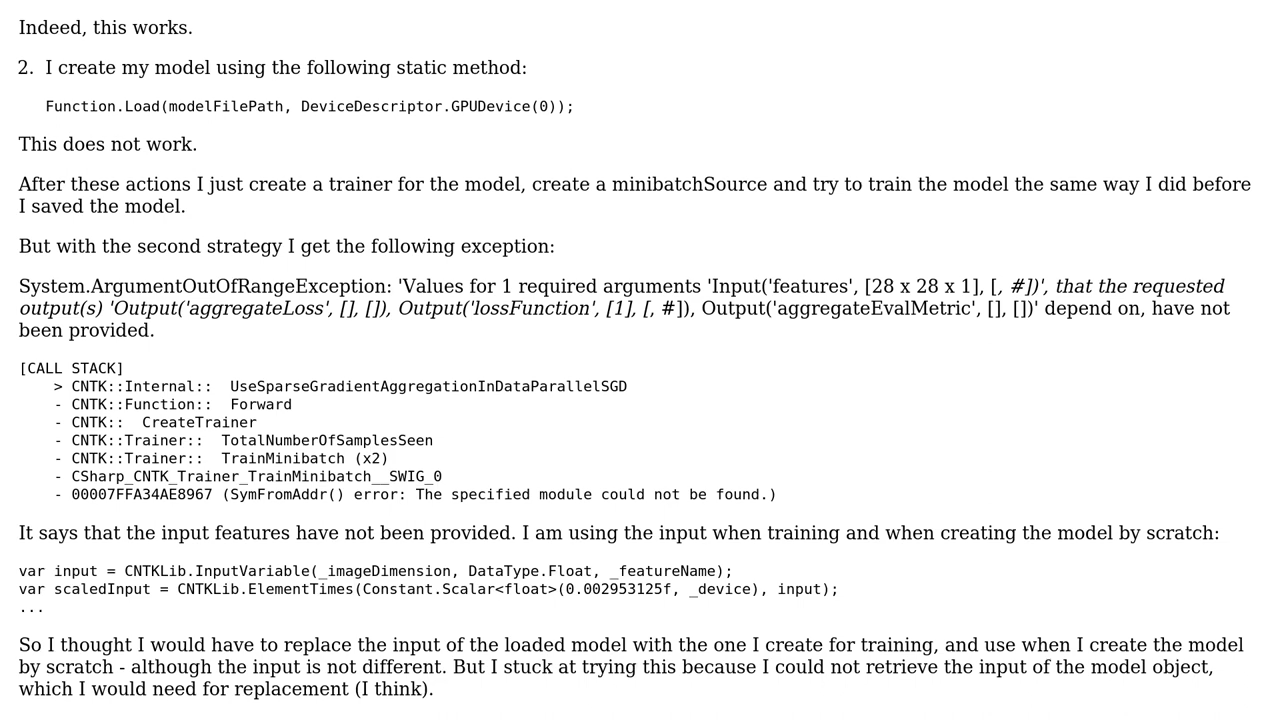 Indeed, this works.
2. I create my model using the following static method:
Function.Load(modelFilePath, DeviceDescriptor.GPUDevice(0));
This does not work.
After these actions I just create a trainer for the model, create a minibatchSource and try to train the model the same way I did before
I saved the model.
But with the second strategy I get the following exception:
System.ArgumentOutOfRangeException: 'Values for 1 required arguments 'Input('features', [28 x 28 x 1], [, #])', that the requested
output(s) 'Output('aggregateLoss', [], []), Output('lossFunction', [1], [, #]), Output('aggregateEvalMetric', [], [])' depend on, have not
been provided.
[CALL STACK]
    > CNTK::Internal::  UseSparseGradientAggregationInDataParallelSGD
    - CNTK::Function::  Forward
    - CNTK::  CreateTrainer
    - CNTK::Trainer::  TotalNumberOfSamplesSeen
    - CNTK::Trainer::  TrainMinibatch (x2)
    - CSharp_CNTK_Trainer_TrainMinibatch__SWIG_0
    - 00007FFA34AE8967 (SymFromAddr() error: The specified module could not be found.)
It says that the input features have not been provided. I am using the input when training and when creating the model by scratch:
var input = CNTKLib.InputVariable(_imageDimension, DataType.Float, _featureName);
var scaledInput = CNTKLib.ElementTimes(Constant.Scalar<float>(0.002953125f, _device), input);
...
So I thought I would have to replace the input of the loaded model with the one I create for training, and use when I create the model
by scratch - although the input is not different. But I stuck at trying this because I could not retrieve the input of the model object,
which I would need for replacement (I think).